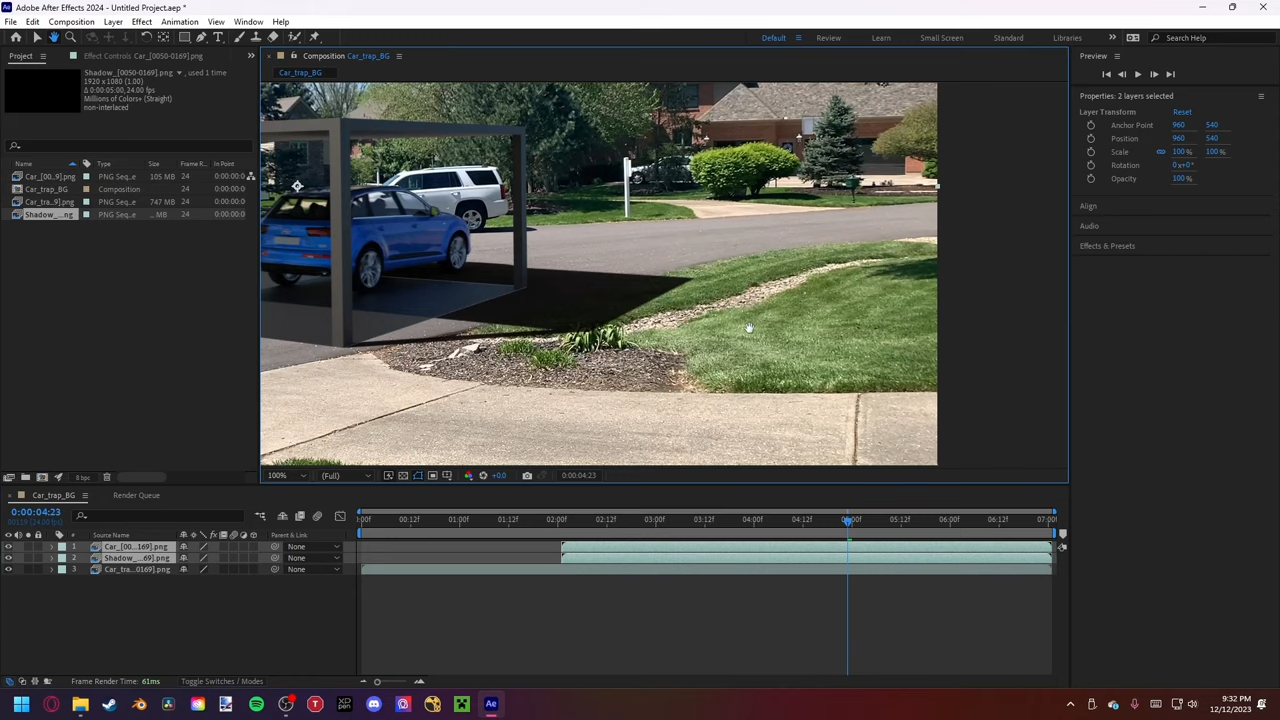 Adobe After Effects 2024 - Untitled Project.aep *
File Edit Composition Layer Effect Animation View Window Help
Default Review Learn Small Screen Standard Libraries Search Help
Project Effect Controls Car_[0050-0169].png
Composition Car_trap_BG
Preview
Car_trap_BG
Shadow_[0050-0169].png, used 1 time
1920 x 1080 (1.00)
Δ 0:00:05:00, 24.00 fps
Millions of Colors+ (Straight)
non-interlaced
Properties: 2 layers selected
Layer Transform Reset
Anchor Point 960 540
Position 960 540
Scale 100 % 100 %
Rotation 0x+0°
Opacity 100 %
Align
Audio
Effects & Presets
Name Type Size Frame R... In Point
Car_[00...9].png PNG Seq...e 105 MB 24 0:00:00:0
Car_trap_BG Composition 24 0:00:00:0
Car_tra...9].png PNG Seq...e 747 MB 24 0:00:00:0
Shadow_...ng PNG Seq...e ... MB 24 0:00:00:0
8 bpc
100% (Full) +0.0 0:00:04:23
Car_trap_BG Render Queue
0:00:04:23
00119 (24.00 fps)
:00f 00:12f 01:00f 01:12f 02:00f 02:12f 03:00f 03:12f 04:00f 04:12f 05:12f 06:00f 06:12f 07:00f
# Source Name Parent & Link
1 Car_[00...169].png None
2 Shadow_...69].png None
3 Car_tra...0169].png None
Frame Render Time: 61ms Toggle Switches / Modes
9:32 PM
12/12/2023